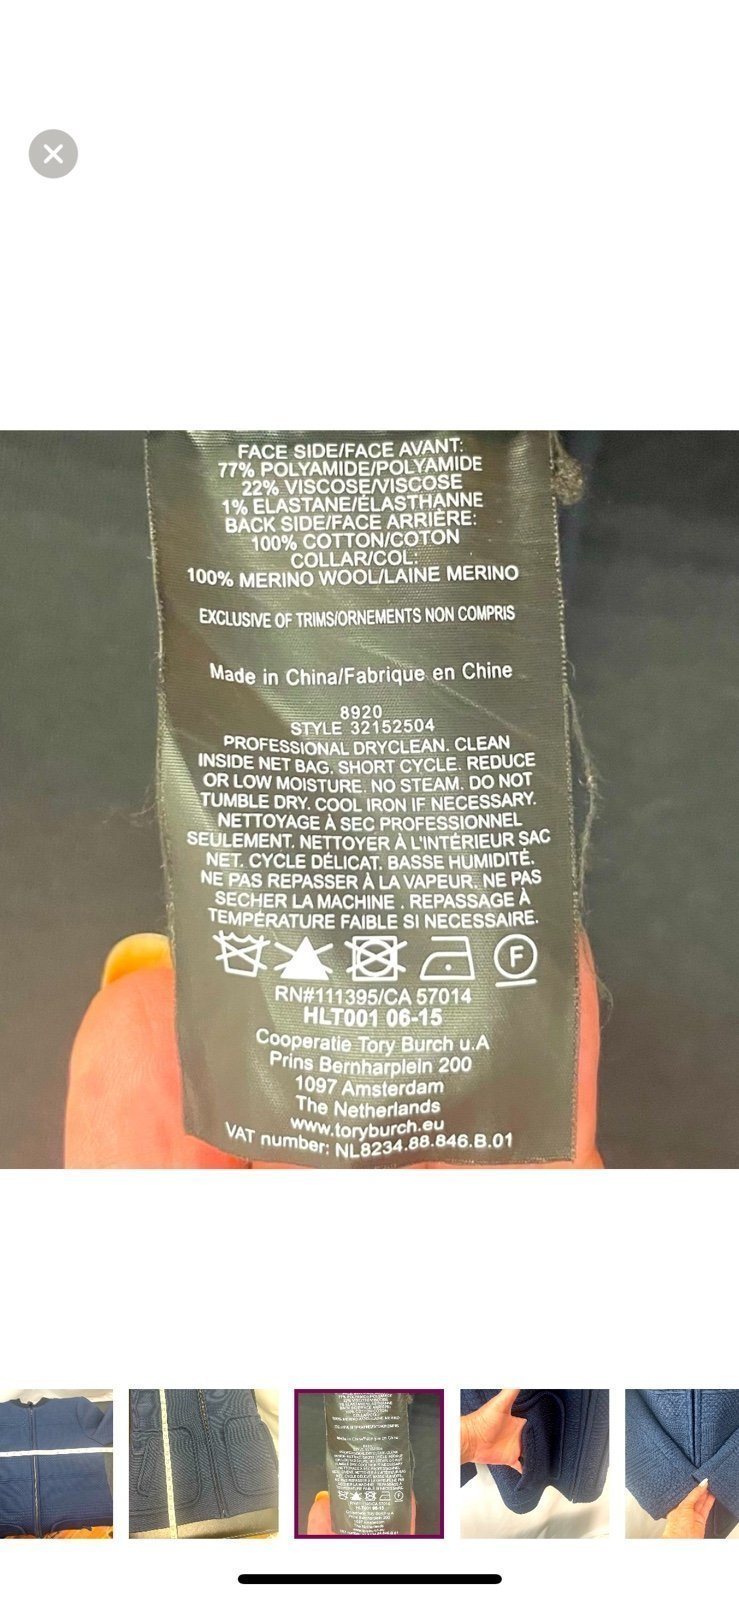 FACE SIDE/FACE AVANT:
77% POLYAMIDE/POLYAMIDE
22% VISCOSE/VISCOSE
1% ELASTANE/ÉLASTHANNE
BACK SIDE/FACE ARRIÈRE:
100% COTTON/COTON
COLLAR/COL:
100% MERINO WOOL/LAINE MERINO
EXCLUSIVE OF TRIMS/ORNEMENTS NON COMPRIS
Made in China/Fabrique en Chine
8920
STYLE 32152504
PROFESSIONAL DRYCLEAN. CLEAN
INSIDE NET BAG. SHORT CYCLE. REDUCE
OR LOW MOISTURE. NO STEAM. DO NOT
TUMBLE DRY. COOL IRON IF NECESSARY.
NETTOYAGE À SEC PROFESSIONNEL
SEULEMENT. NETTOYER À L'INTÉRIEUR SAC
NET. CYCLE DÉLICAT. BASSE HUMIDITÉ.
NE PAS REPASSER À LA VAPEUR. NE PAS
SECHER LA MACHINE . REPASSAGE À
TEMPÉRATURE FAIBLE SI NECESSAIRE.
F
RN#111395/CA 57014
HLT001 06-15
Cooperatie Tory Burch u.A
Prins Bernharplein 200
1097 Amsterdam
The Netherlands
www.toryburch.eu
VAT number: NL8234.88.846.B.01